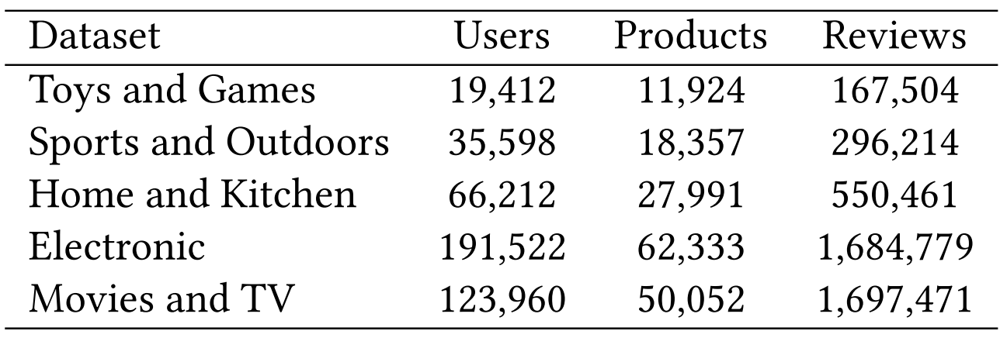 Dataset Users Products Reviews
Toys and Games 19,412 11,924 167,504
Sports and Outdoors 35,598 18,357 296,214
Home and Kitchen 66,212 27,991 550,461
Electronic 191,522 62,333 1,684,779
Movies and TV 123,960 50,052 1,697,471